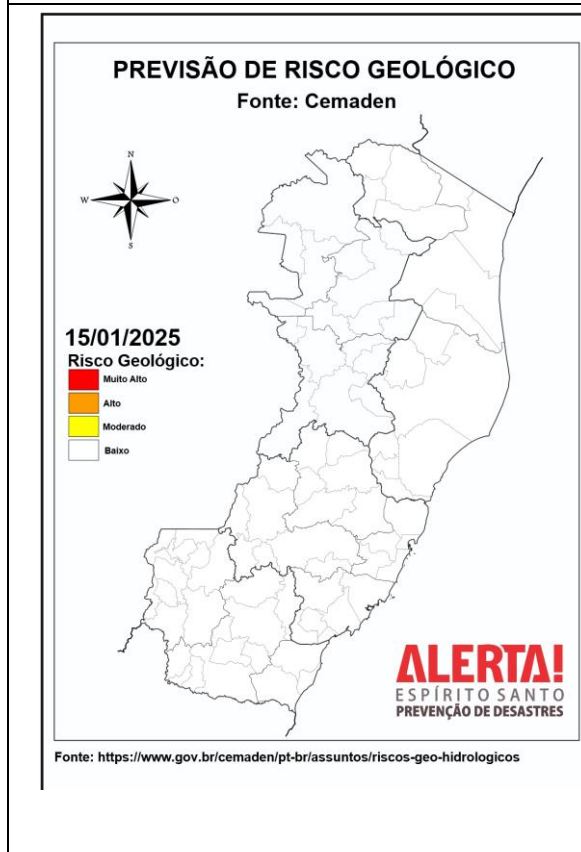 PREVISÃO DE RISCO GEOLÓGICO
Fonte: Cemaden
N
W
O
S
15/01/2025
Risco Geológico:
Muito Alto
Alto
Moderado
Baixo
ALERTA!
ESPÍRITO SANTO
PREVENÇÃO DE DESASTRES
Fonte: https://www.gov.br/cemaden/pt-br/assuntos/riscos-geo-hidrologicos